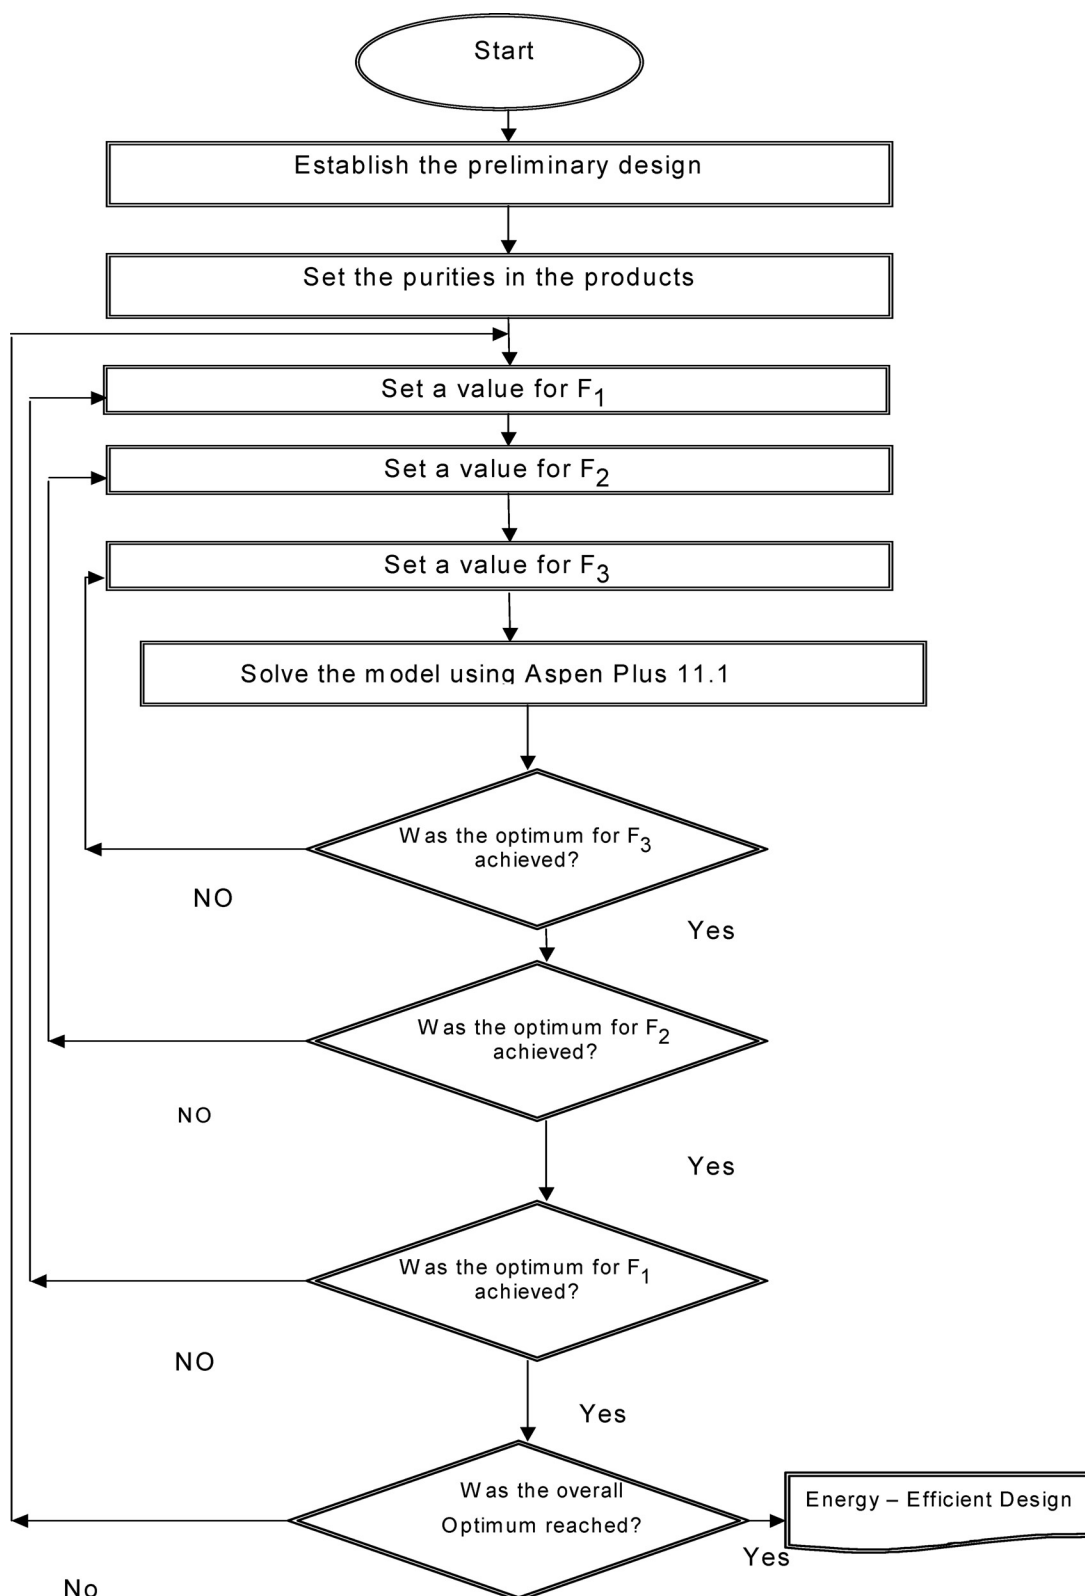 Start
Establish the preliminary design
Set the purities in the products
Set a value for F1
Set a value for F2
Set a value for F3
Solve the model using Aspen Plus 11.1
Was the optimum for F3
achieved?
NO
Yes
Was the optimum for F2
achieved?
NO
Yes
Was the optimum for F1
achieved?
NO
Yes
Was the overall
Optimum reached?
Energy – Efficient Design
Yes
No